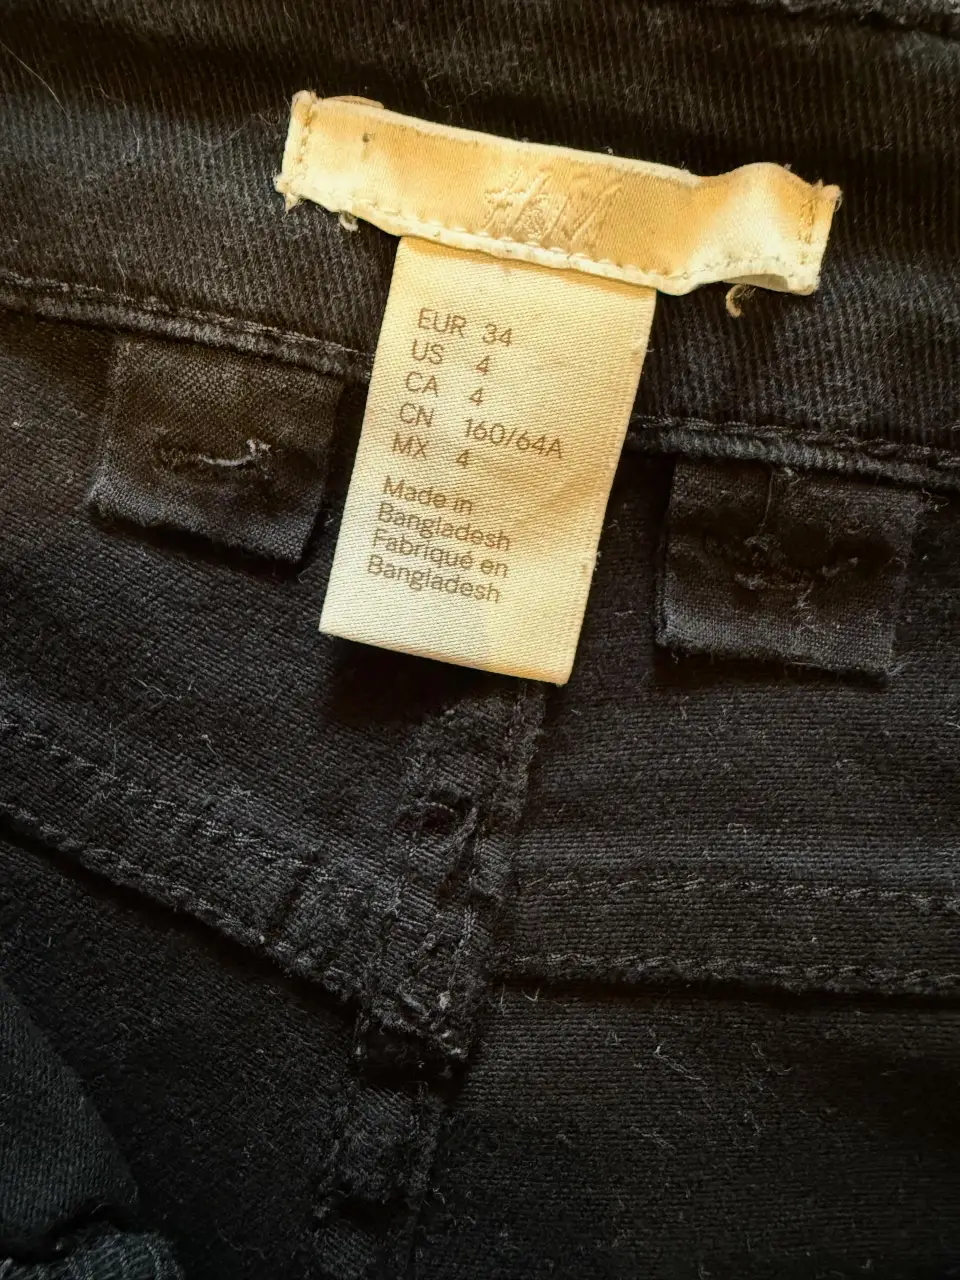 H&M
EUR 34
US 4
CA 4
CN 160/64A
MX 4
Made in
Bangladesh
Fabriqué en
Bangladesh